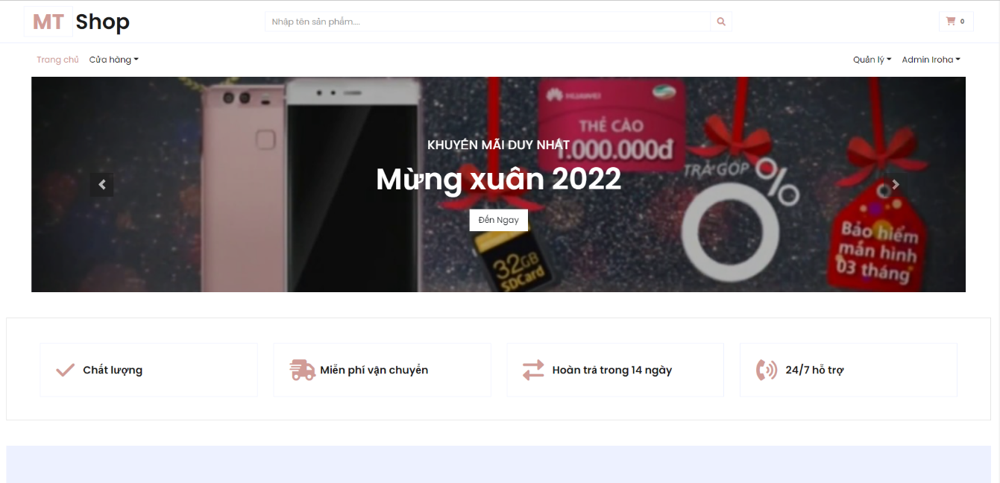 MT Shop
Nhập tên sản phẩm....
0
Trang chủ
Cửa hàng
Quản lý
Admin Iroha
HUAWEI
THẺ CÀO
1.000.000đ
KHUYẾN MÃI DUY NHẤT
Mừng xuân 2022
Đến Ngay
TRẢ GÓP
0%
32GB
SDCard
Bảo hiểm
màn hình
03 tháng
Chất lượng
Miễn phí vận chuyển
Hoàn trả trong 14 ngày
24/7 hỗ trợ